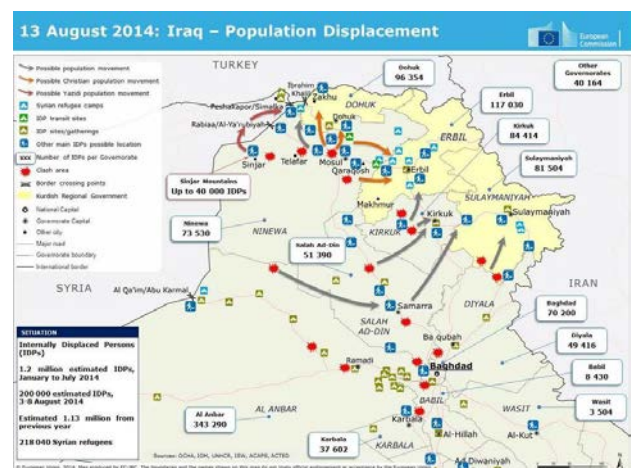 13 August 2014: Iraq – Population Displacement
European
Commission
Possible population movement
Possible Christian population movement
Possible Yazidi population movement
Syrian refugee camps
IDP transit sites
IDP sites/gatherings
Other main IDPs possible location
XXX Number of IDPs per Governorate
Clash area
Border crossing points
Kurdish Regional Government
National Capital
Governorate Capital
Other city
Major road
Governorate boundary
International border
TURKEY
Dohuk
96 354
Other
Governorates
40 164
Ibrahim
Khalil
Zakhu
Peshkapor/Simalka
DOHUK
Erbil
117 030
Rabiaa/Al-Ya'rubiyah
Dohuk
ERBIL
Kirkuk
84 414
Sinjar
Telafar
Mosul
Qaraqosh
Erbil
Sulaymaniyah
81 504
Sinjar Mountains
Up to 40 000 IDPs
Makhmur
SULAYMANIYAH
Kirkuk
Sulaymaniyah
Ninewa
73 530
NINEWA
KIRKUK
Salah Ad-Din
51 390
SYRIA
IRAN
Al Qa'im/Abu Karmal
Samarra
DIYALA
SALAH
AD-DIN
Baghdad
70 200
Ba qubah
Diyala
49 416
Ramadi
Baghdad
Babil
8 430
BABIL
WASIT
Wasit
3 504
Al Anbar
343 290
AL ANBAR
Karbala
Karbala
37 602
KARBALA
Al-Hillah
Al-Kut
Ad Diwaniyah
SITUATION
Internally Displaced Persons
(IDPs)
1.2 million estimated IDPs,
January to July 2014
200 000 estimated IDPs,
3-8 August 2014
Estimated 1.13 million from
previous year
218 040 Syrian refugees
Sources: OCHA, IOM, UNHCR, IRW, ACAPS, ACTED